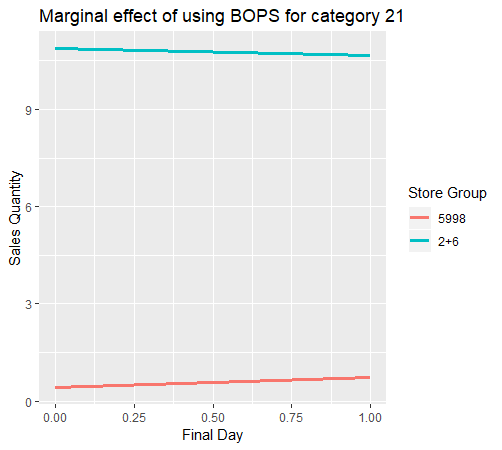 Marginal effect of using BOPS for category 21
Sales Quantity
9
6
3
0
0.00 0.25 0.50 0.75 1.00
Final Day
Store Group
5998
2+6